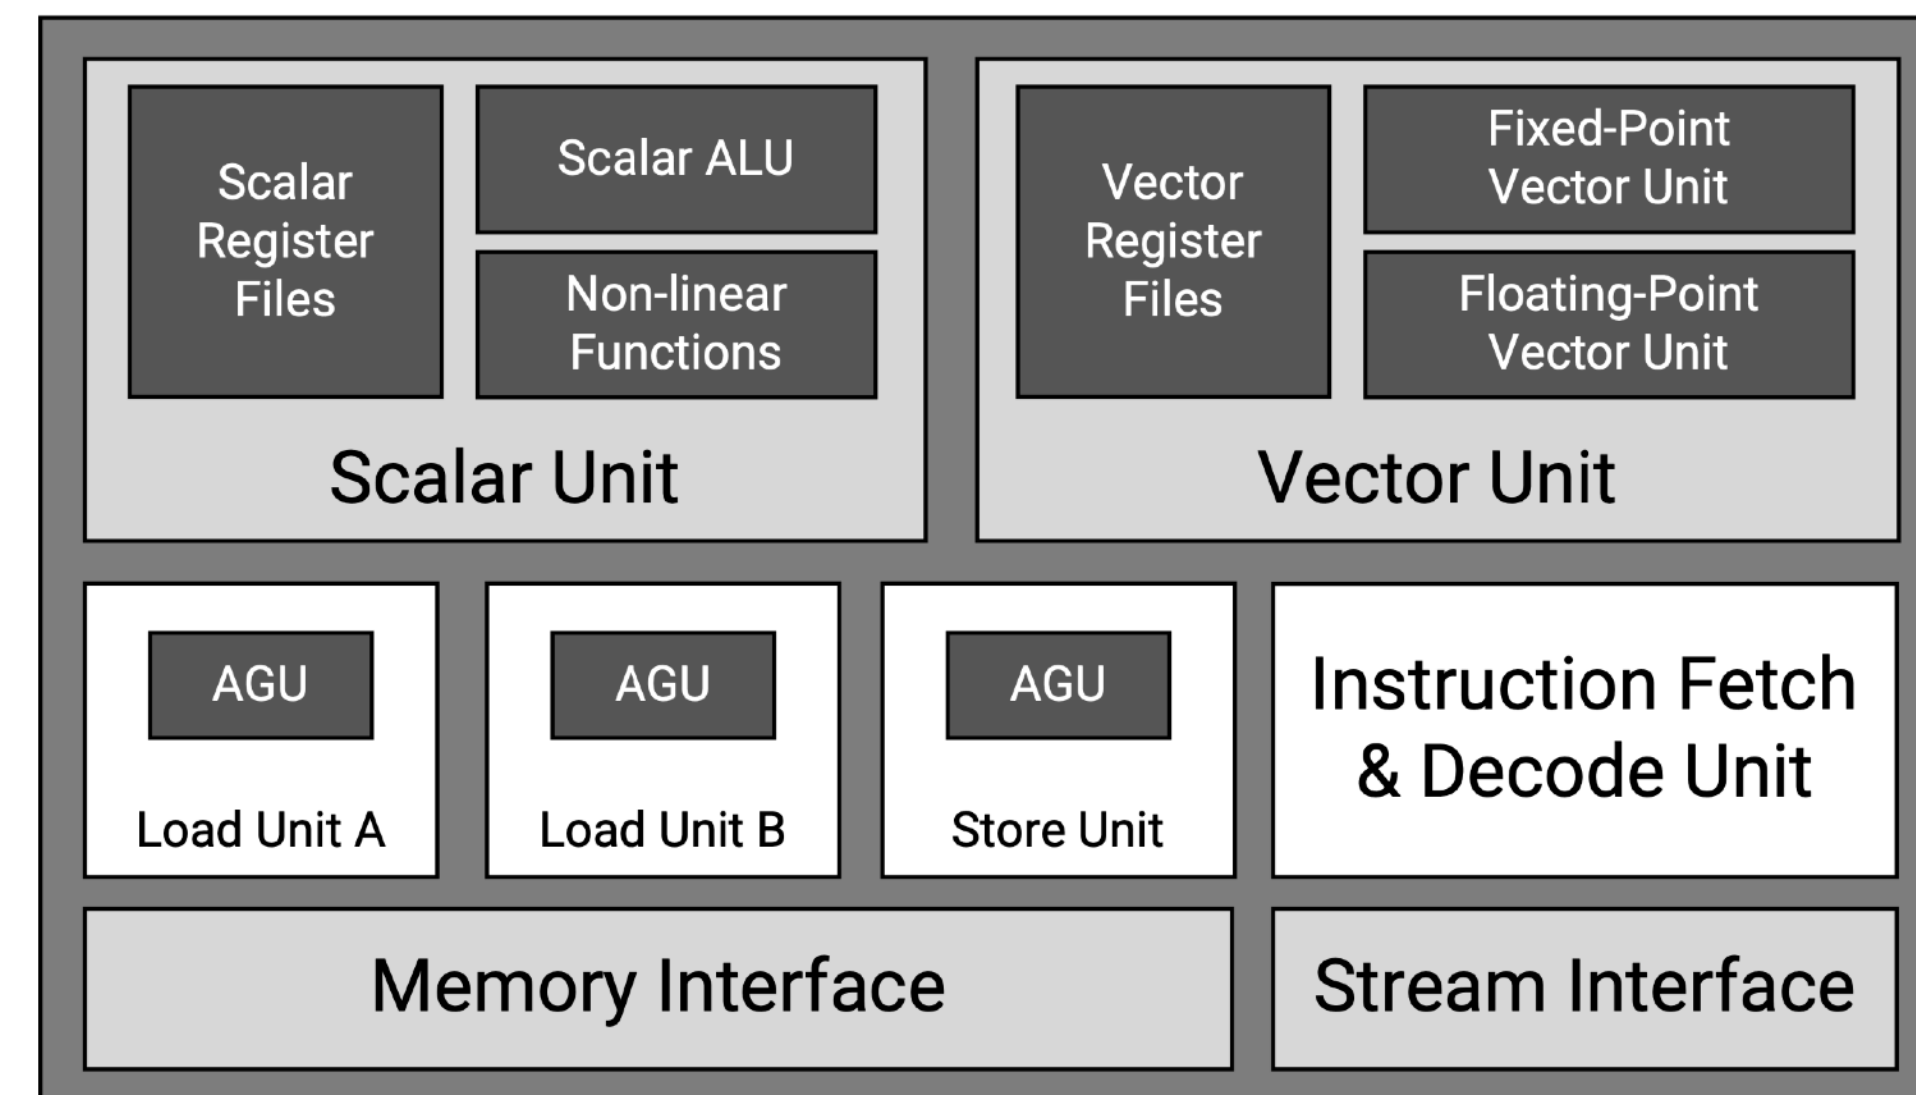 Scalar
Register
Files
Scalar ALU
Non-linear
Functions
Scalar Unit
Vector
Register
Files
Fixed-Point
Vector Unit
Floating-Point
Vector Unit
Vector Unit
AGU
Load Unit A
AGU
Load Unit B
AGU
Store Unit
Instruction Fetch
& Decode Unit
Memory Interface
Stream Interface